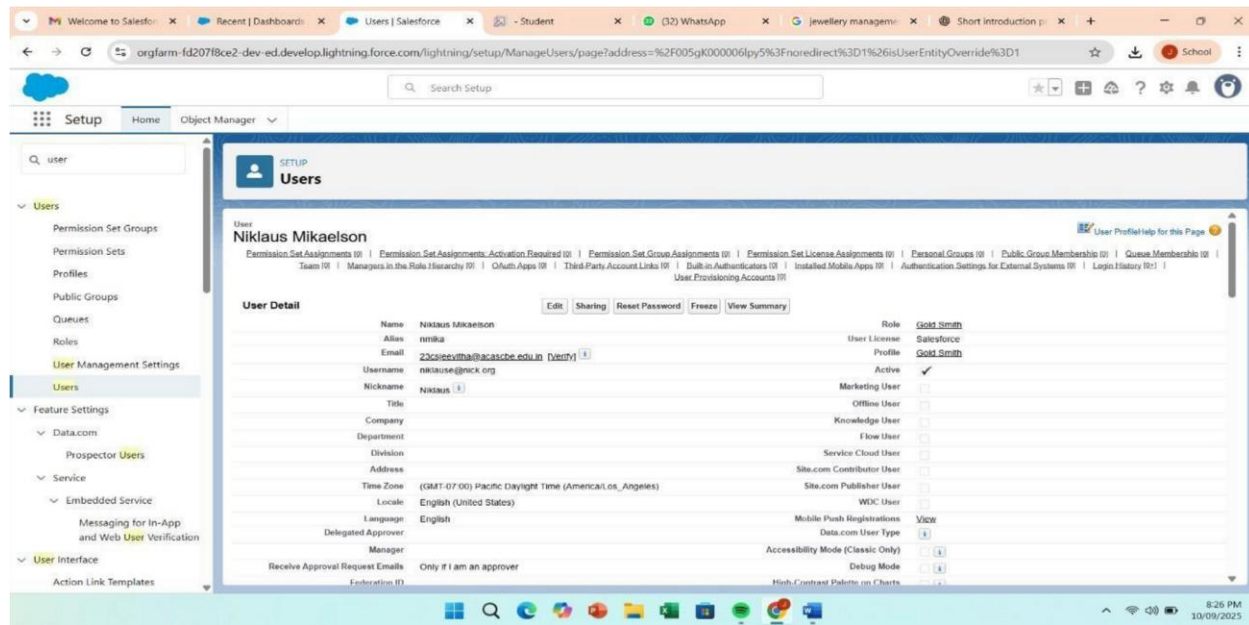 Welcome to Salesfor
Recent | Dashboards
Users | Salesforce
- Student
(32) WhatsApp
jewellery manageme
Short introduction p
orgfarm-fd207f8ce2-dev-ed.develop.lightning.force.com/lightning/setup/ManageUsers/page?address=%2F005gK000006lpy5%3Fnoredirect%3D1%26isUserEntityOverride%3D1
School
Search Setup
Setup
Home
Object Manager
user
Users
Permission Set Groups
Permission Sets
Profiles
Public Groups
Queues
Roles
User Management Settings
Users
Feature Settings
Data.com
Prospector Users
Service
Embedded Service
Messaging for In-App
and Web User Verification
User Interface
Action Link Templates
SETUP
Users
User
Niklaus Mikaelson
User Profile Help for this Page
Permission Set Assignments [0] | Permission Set Assignments: Activation Required [0] | Permission Set Group Assignments [0] | Permission Set License Assignments [0] | Personal Groups [0] | Public Group Membership [0] | Queue Membership [0] |
Team [0] | Managers in the Role Hierarchy [0] | OAuth Apps [0] | Third-Party Account Links [0] | Built-in Authenticators [0] | Installed Mobile Apps [0] | Authentication Settings for External Systems [0] | Login History [0+] |
User Provisioning Accounts [0]
User Detail
Edit Sharing Reset Password Freeze View Summary
Name Niklaus Mikaelson Role Gold Smith
Alias nmika User License Salesforce
Email 23csjeevitha@acascbe.edu.in [Verify] Profile Gold Smith
Username niklause@nick.org Active
Nickname Niklaus Marketing User
Title Offline User
Company Knowledge User
Department Flow User
Division Service Cloud User
Address Site.com Contributor User
Time Zone (GMT-07:00) Pacific Daylight Time (America/Los_Angeles) Site.com Publisher User
Locale English (United States) WDC User
Language English Mobile Push Registrations View
Delegated Approver Data.com User Type
Manager Accessibility Mode (Classic Only)
Receive Approval Request Emails Only if I am an approver Debug Mode
Federation ID High-Contrast Palette on Charts
8:26 PM
10/09/2025